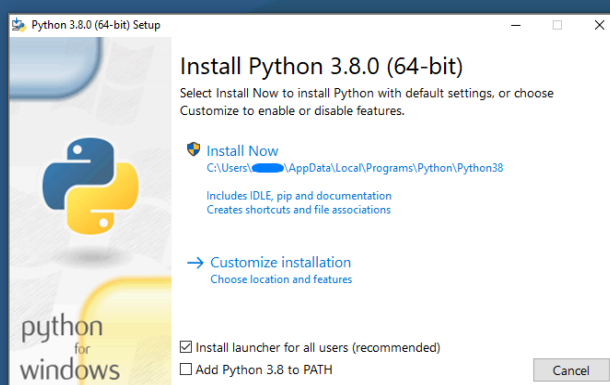 Python 3.8.0 (64-bit) Setup
Install Python 3.8.0 (64-bit)
Select Install Now to install Python with default settings, or choose
Customize to enable or disable features.
Install Now
C:\Users\ \AppData\Local\Programs\Python\Python38
Includes IDLE, pip and documentation
Creates shortcuts and file associations
Customize installation
Choose location and features
python
for
windows
Install launcher for all users (recommended)
Add Python 3.8 to PATH
Cancel